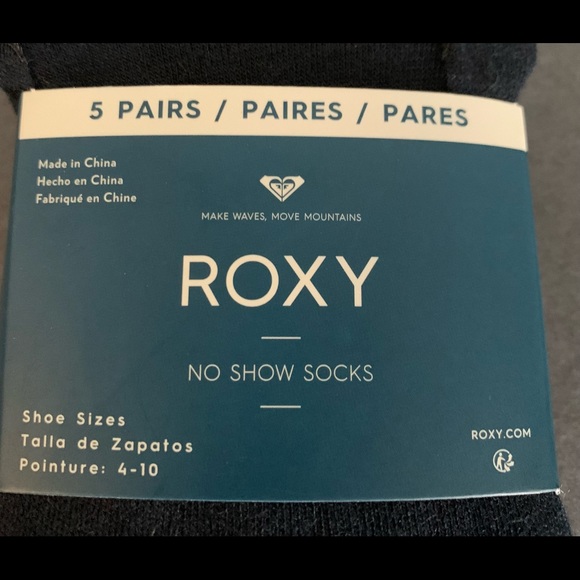 5 PAIRS / PAIRES / PARES
Made in China
Hecho en China
Fabriqué en Chine
MAKE WAVES, MOVE MOUNTAINS
ROXY
NO SHOW SOCKS
Shoe Sizes
Talla de Zapatos
Pointure: 4-10
ROXY.COM